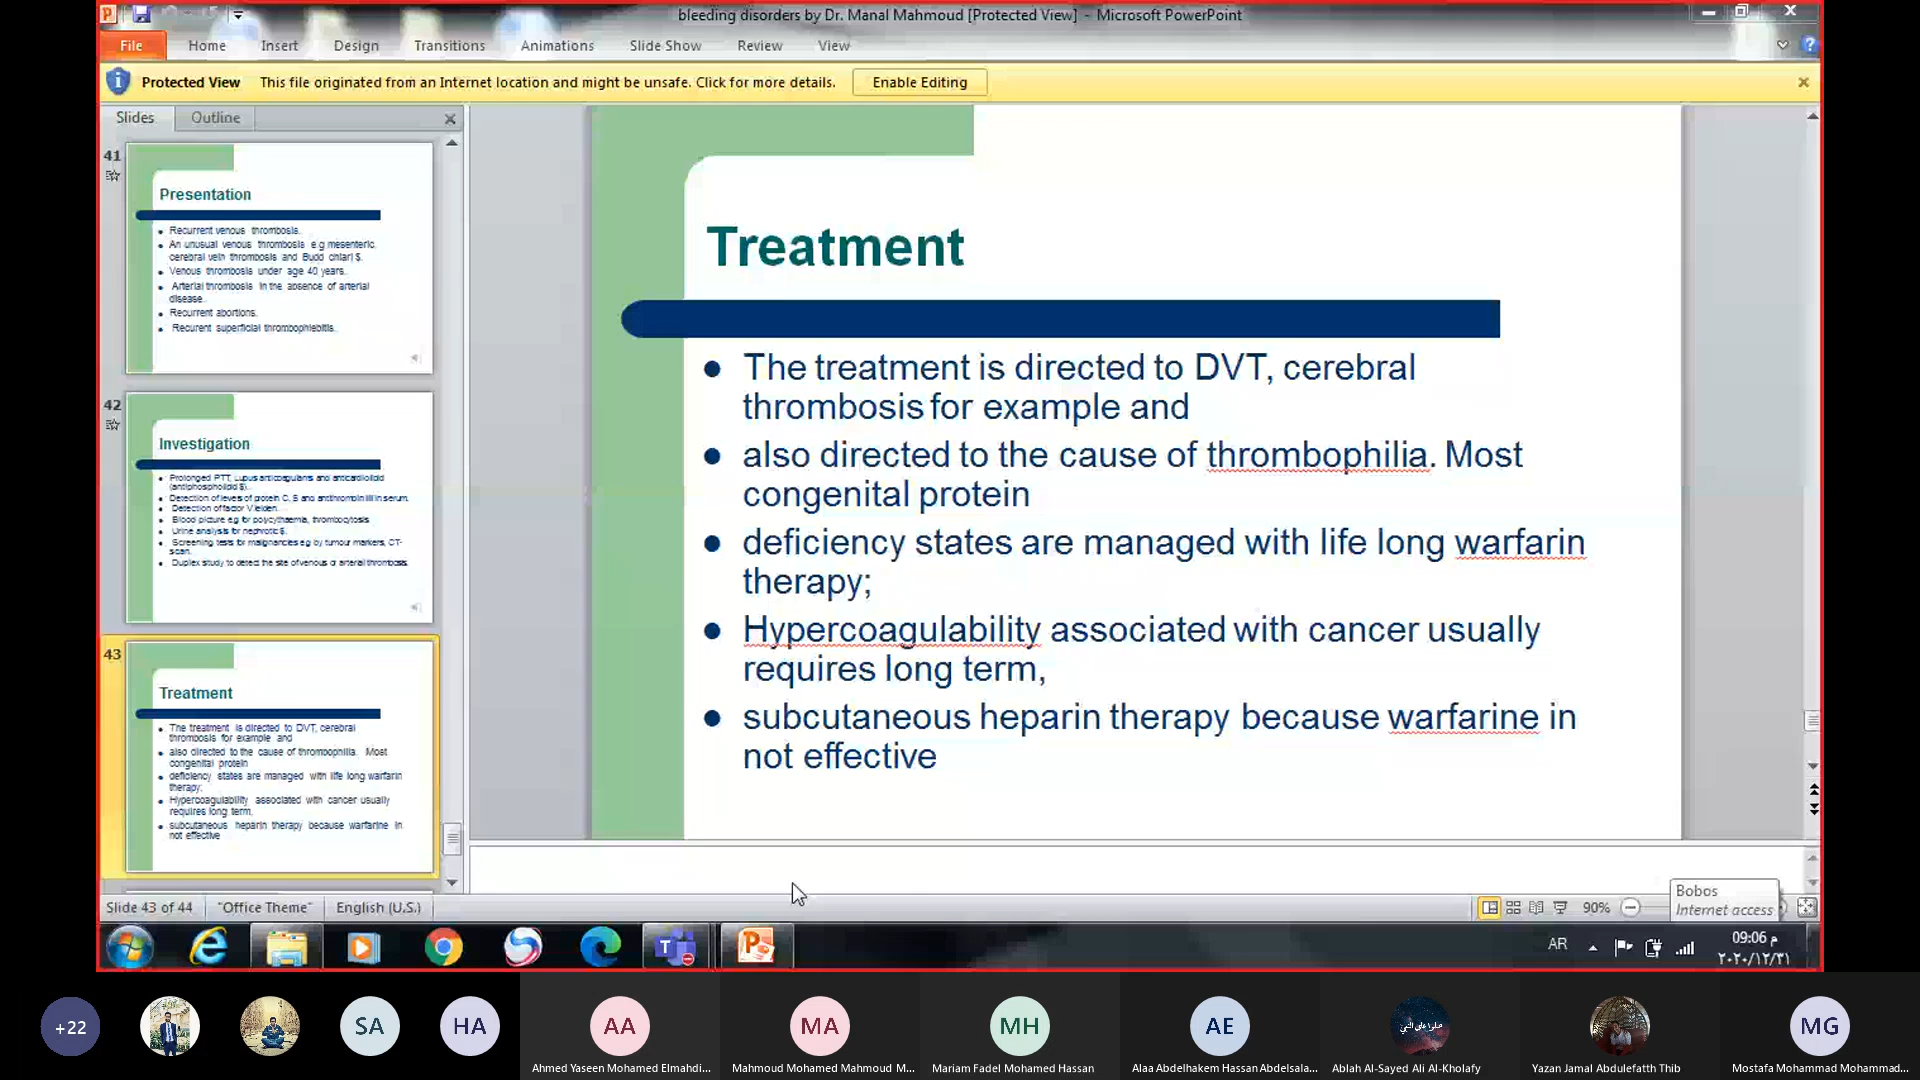 bleeding disorders by Dr. Manal Mahmoud [Protected View] - Microsoft PowerPoint
File Home Insert Design Transitions Animations Slide Show Review View
Protected View This file originated from an Internet location and might be unsafe. Click for more details. Enable Editing
Slides Outline
41
Presentation
Recurrent venous thrombosis.
An unusual venous thrombosis e.g mesenteric,
cerebral vein thrombosis and Budd chiari $.
Venous thrombosis under age 40 years.
Arterial thrombosis in the absence of arterial
disease.
Recurrent abortions.
Recurent superficial thrombophlebitis.
42
Investigation
Prolonged PTT, Lupus anticoagulants and anticardiolipid
(antiphospholipid $).
Detection of levels of protein C, S and antithrombin III in serum.
Detection of factor V leiden.
Blood picture e.g for polycythaemia, thrombocytosis
Urine analysis for nephrotic $.
Screening tests for malignancies e.g by tumour markers, CT-
scan.
Duplex study to detect the site of venous or arterial thrombosis.
43
Treatment
The treatment is directed to DVT, cerebral
thrombosis for example and
also directed to the cause of thrombophilia. Most
congenital protein
deficiency states are managed with life long warfarin
therapy;
Hypercoagulability associated with cancer usually
requires long term,
subcutaneous heparin therapy because warfarine in
not effective
Treatment
The treatment is directed to DVT, cerebral
thrombosis for example and
also directed to the cause of thrombophilia. Most
congenital protein
deficiency states are managed with life long warfarin
therapy;
Hypercoagulability associated with cancer usually
requires long term,
subcutaneous heparin therapy because warfarine in
not effective
Slide 43 of 44 "Office Theme" English (U.S.) 90%
Bobos
Internet access
AR 09:06 م
٢٠٢٠/١٢/٣١
+22 SA HA AA MA MH AE MG
Ahmed Yaseen Mohamed Elmahdi... Mahmoud Mohamed Mahmoud M... Mariam Fadel Mohamed Hassan Alaa Abdelhakem Hassan Abdelsala... Ablah Al-Sayed Ali Al-Kholafy Yazan Jamal Abdulefatth Thib Mostafa Mohammad Mohammad...